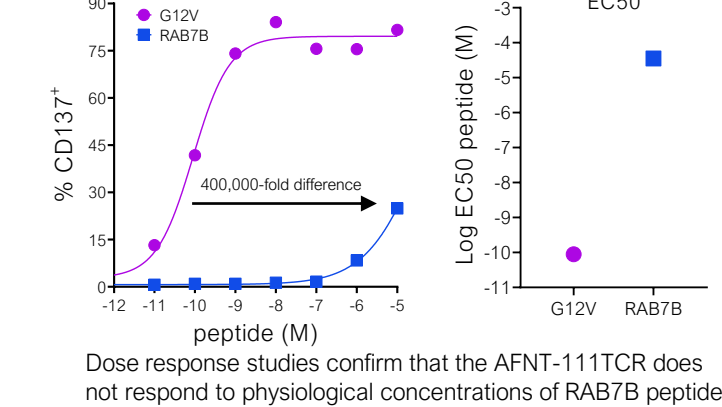 90
75
60
45
30
15
0
% CD137+
G12V
RAB7B
400,000-fold difference
-12 -11 -10 -9 -8 -7 -6 -5
peptide (M)
EC50
Log EC50 peptide (M)
-3
-4
-5
-6
-7
-8
-9
-10
-11
G12V RAB7B
Dose response studies confirm that the AFNT-111TCR does
not respond to physiological concentrations of RAB7B peptide